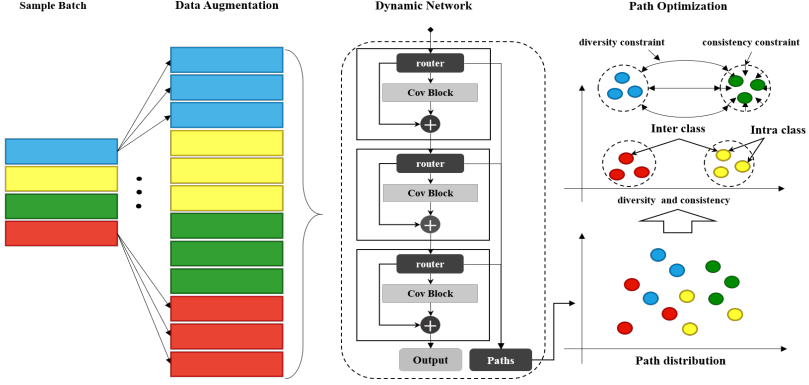 Sample Batch
Data Augmentation
Dynamic Network
Path Optimization
router
Cov Block
router
Cov Block
router
Cov Block
Output
Paths
diversity constraint
consistency constraint
Inter class
Intra class
diversity and consistency
Path distribution